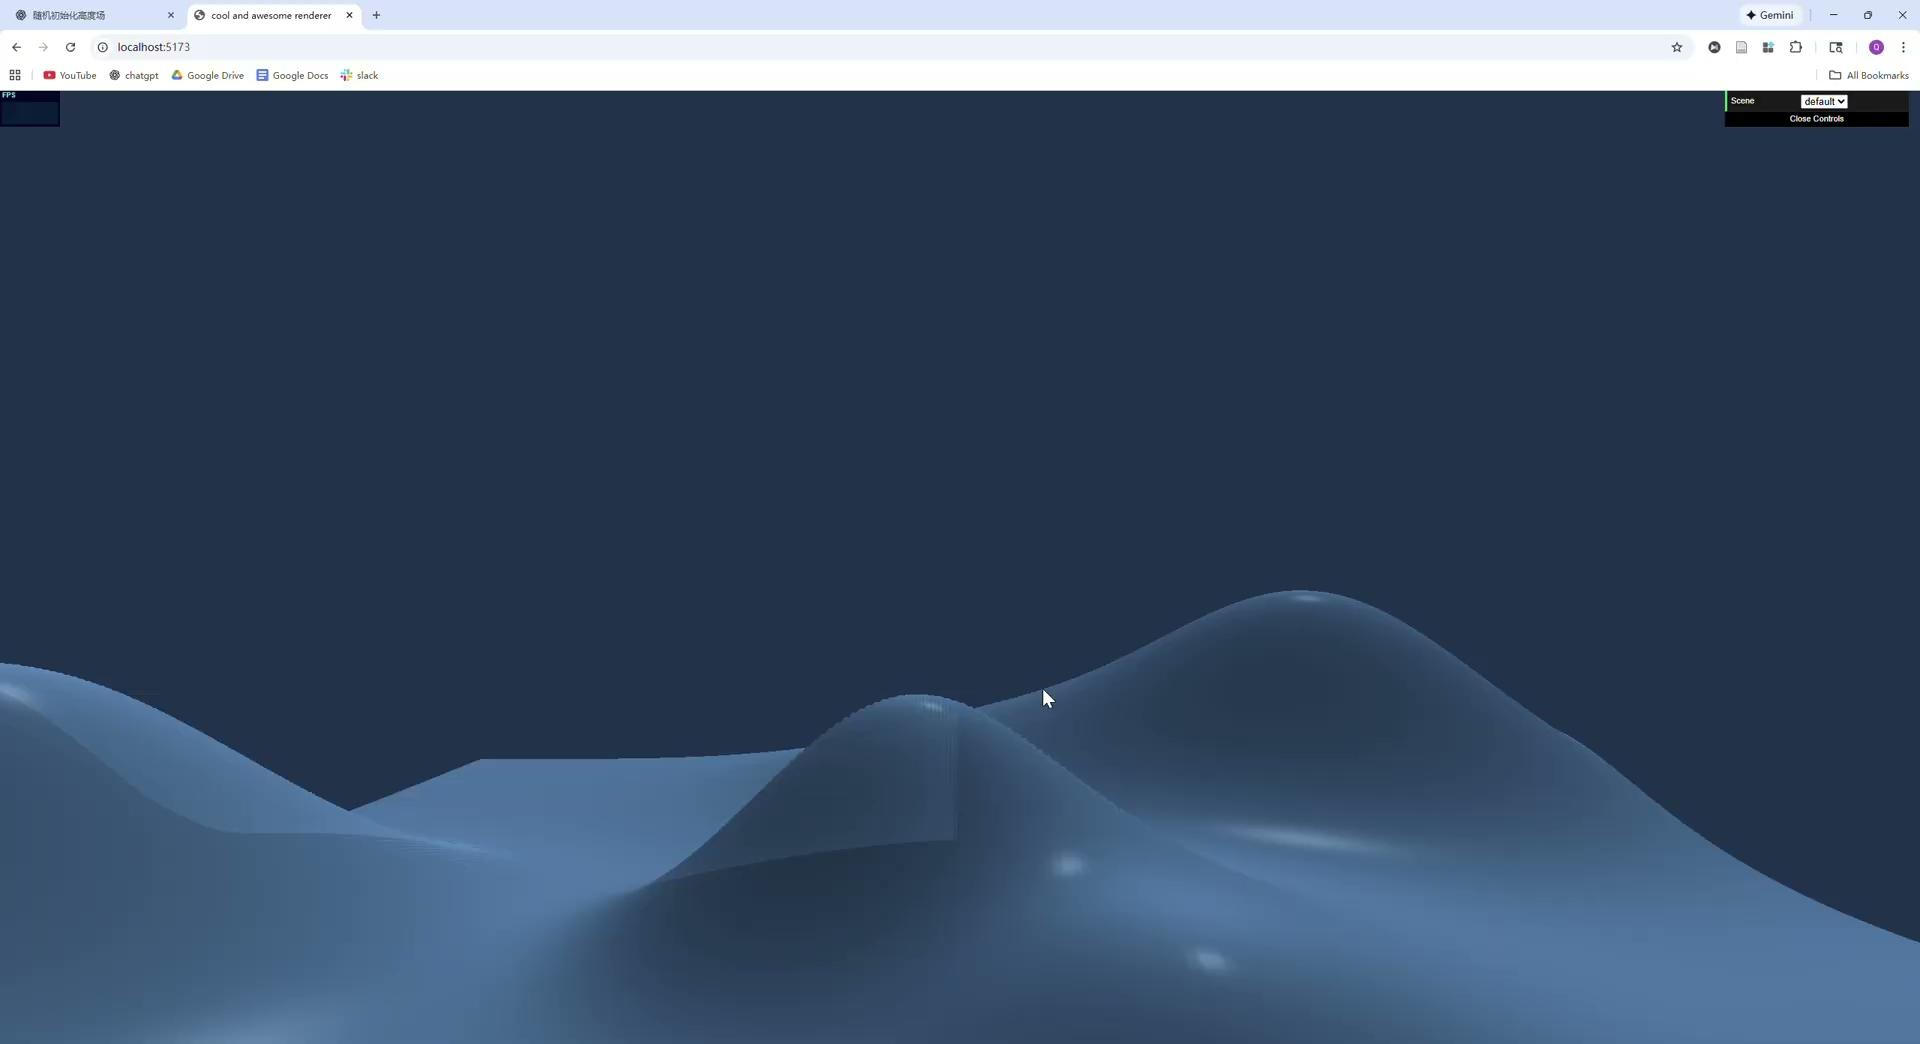 随机初始化高度场
cool and awesome renderer
Gemini
localhost:5173
Q
YouTube
chatgpt
Google Drive
Google Docs
slack
All Bookmarks
FPS
Scene
default
Close Controls